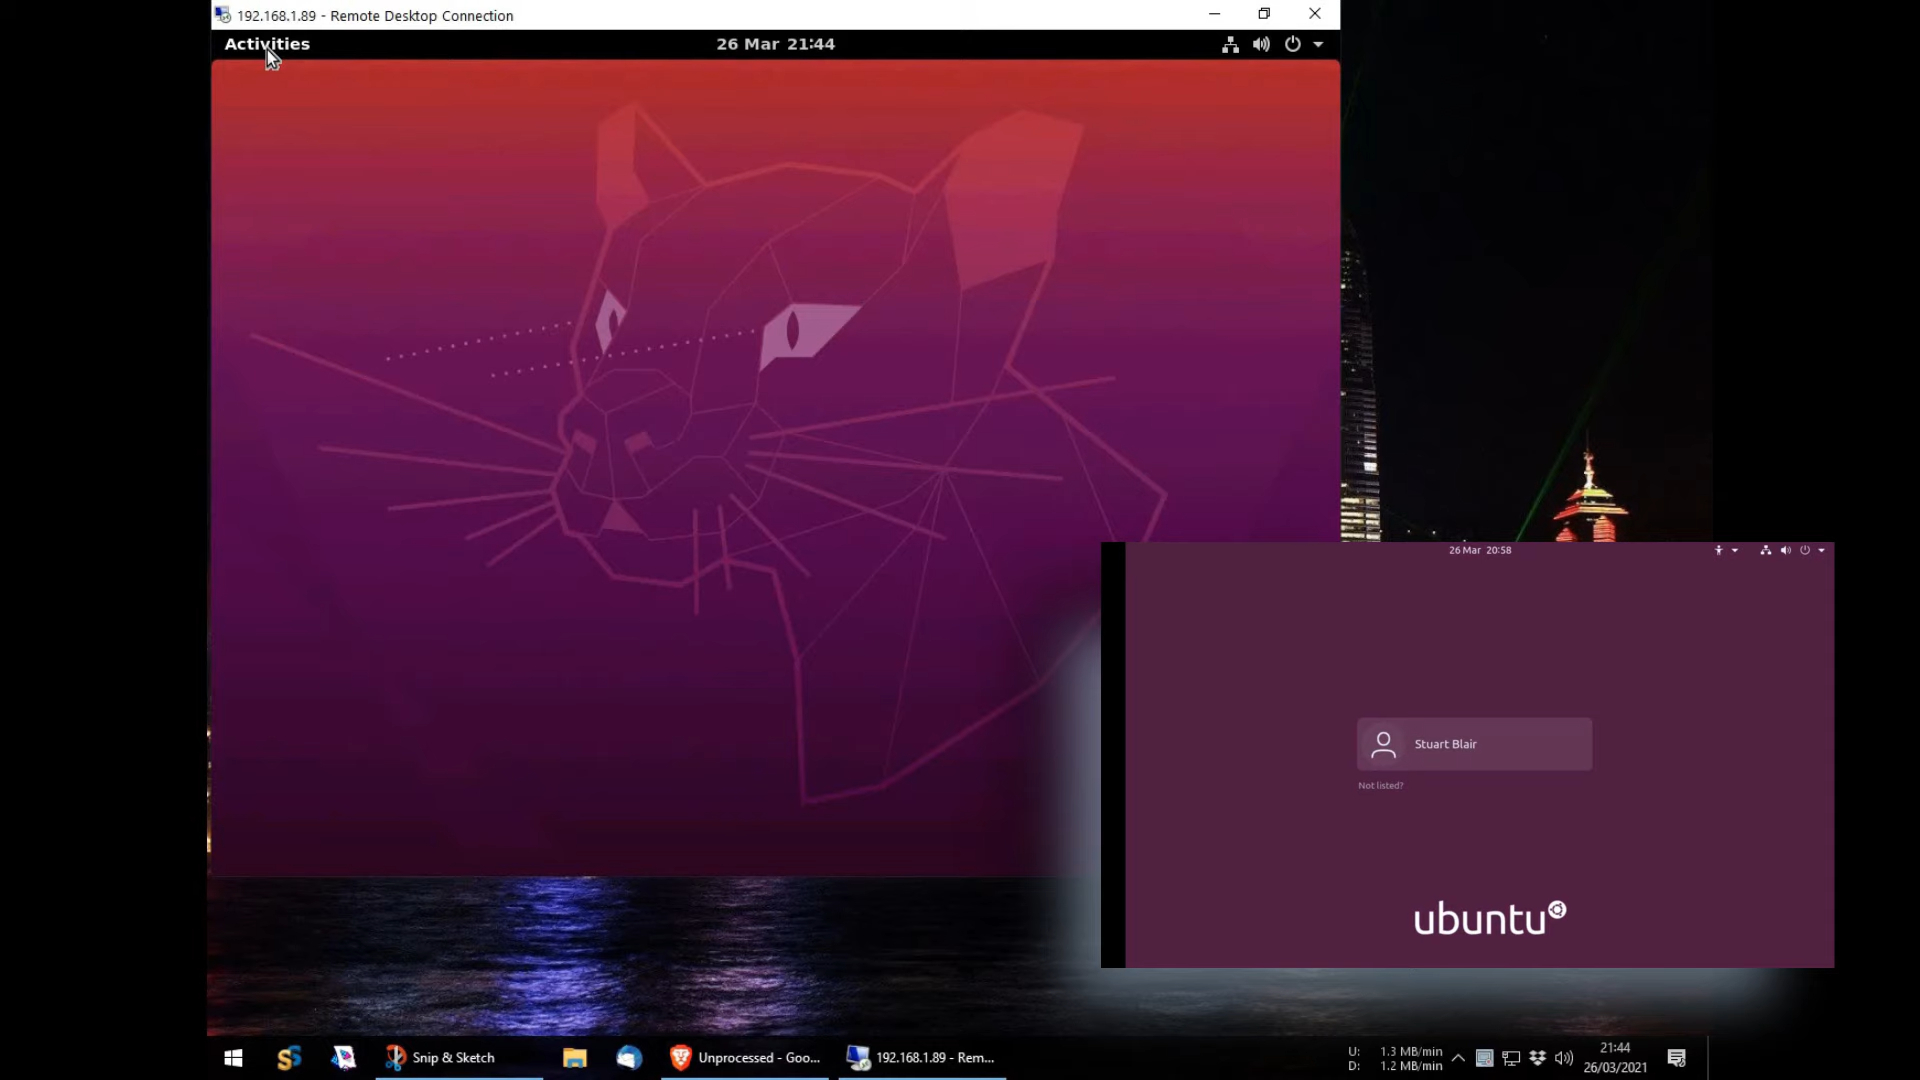 192.168.1.89 - Remote Desktop Connection
Activities
26 Mar 21:44
26 Mar 20:58
Stuart Blair
Not listed?
ubuntu
Snip & Sketch
Unprocessed - Goo...
192.168.1.89 - Rem...
U: 1.3 MB/min
D: 1.2 MB/min
21:44
26/03/2021